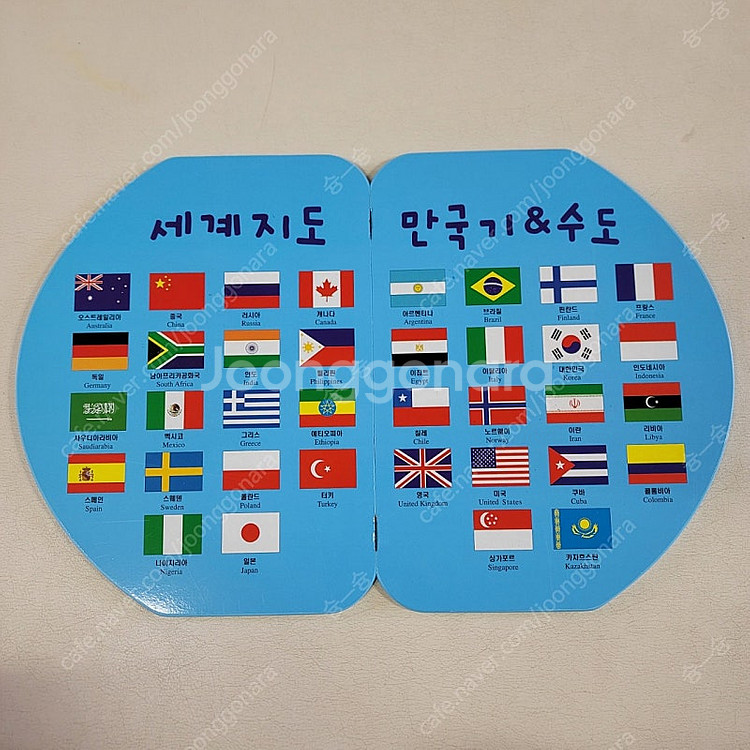 세계지도
오스트레일리아 중국 러시아 캐나다
Australia China Russia Canada
독일 남아프리카공화국 인도 필리핀
Germany South Africa India Philippines
사우디아라비아 멕시코 그리스 에티오피아
Saudiarabia Mexico Greece Ethiopia
스페인 스웨덴 폴란드 터키
Spain Sweden Poland Turkey
나이지리아 일본
Nigeria Japan
만국기&수도
아르헨티나 브라질 핀란드 프랑스
Argentina Brazil Finland France
이집트 이탈리아 대한민국 인도네시아
Egypt Italy Korea Indonesia
칠레 노르웨이 이란 리비아
Chile Norway Iran Libya
영국 미국 쿠바 콜롬비아
United Kingdom United States Cuba Colombia
싱가포르 카자흐스탄
Singapore Kazakhitan
Joonggonara
cafe.naver.com/joonggonara